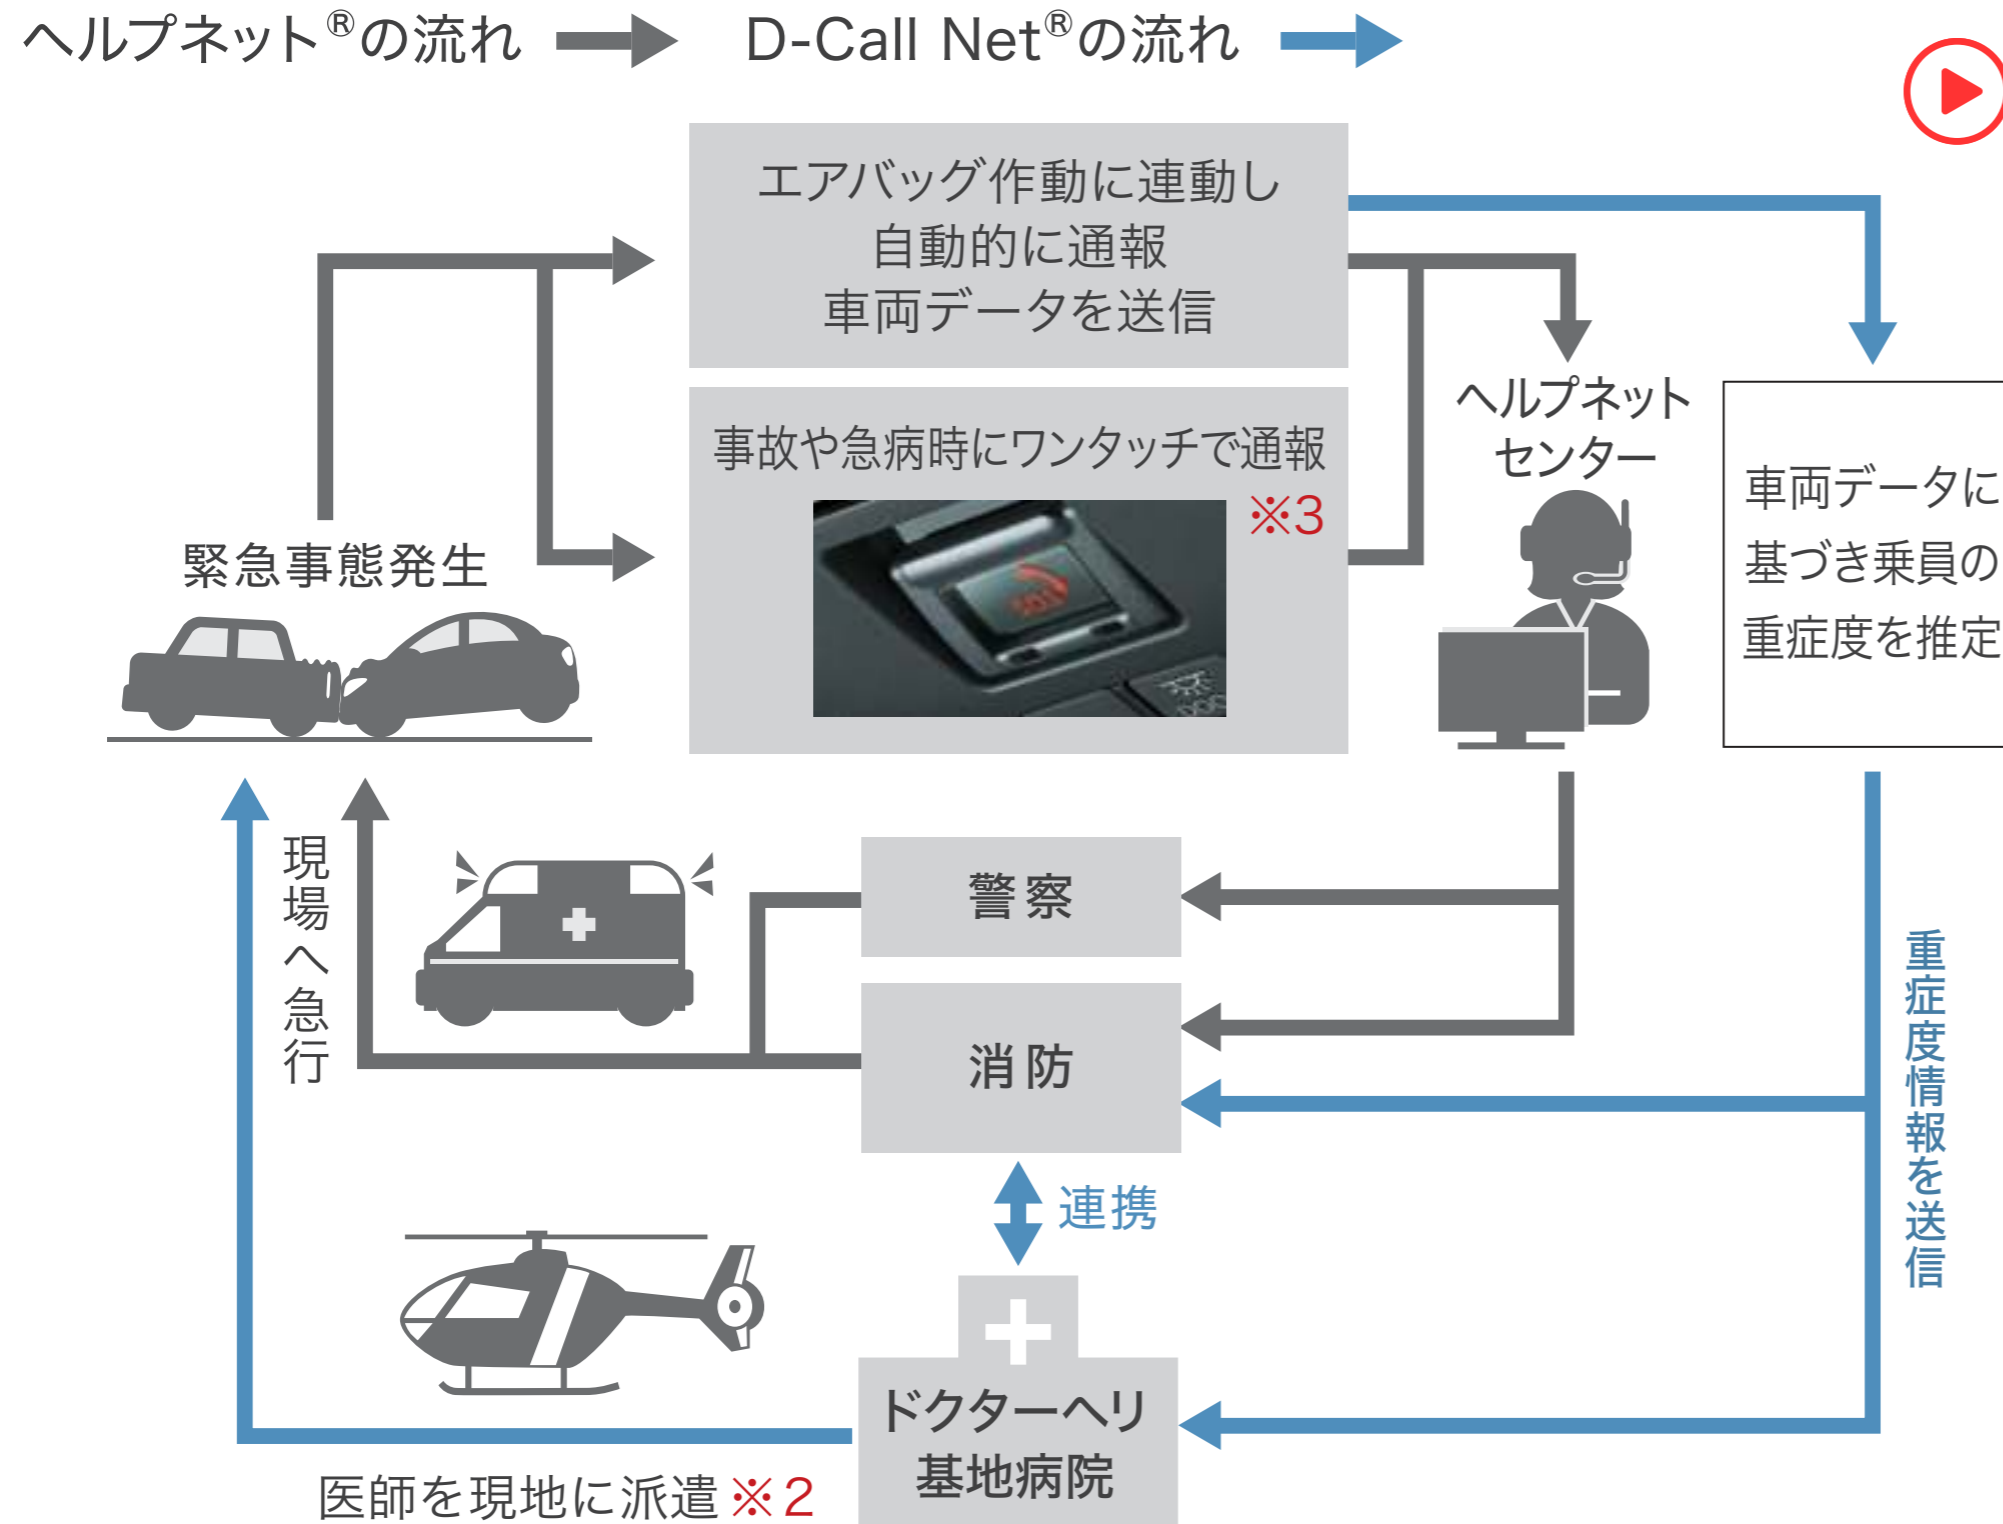 ヘルプネット®の流れ
D-Call Net®の流れ
エアバッグ作動に連動し
自動的に通報
車両データを送信
事故や急病時にワンタッチで通報
※3
SOS
緊急事態発生
ヘルプネット
センター
車両データに
基づき乗員の
重症度を推定
現場へ急行
警察
消防
重症度情報を送信
連携
ドクターヘリ
基地病院
医師を現地に派遣※2